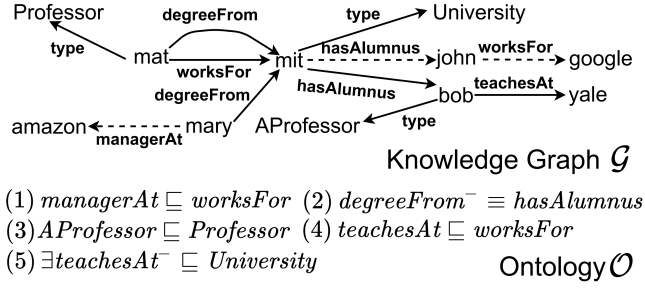 Professor
degreeFrom
type
University
type
mat
worksFor
mit
hasAlumnus
john
worksFor
google
degreeFrom
hasAlumnus
bob
teachesAt
yale
amazon
managerAt
mary
AProfessor
type
Knowledge Graph 𝒢
(1) managerAt ⊑ worksFor (2) degreeFrom⁻ ≡ hasAlumnus
(3) AProfessor ⊑ Professor (4) teachesAt ⊑ worksFor
(5) ∃teachesAt⁻ ⊑ University
Ontology 𝒪